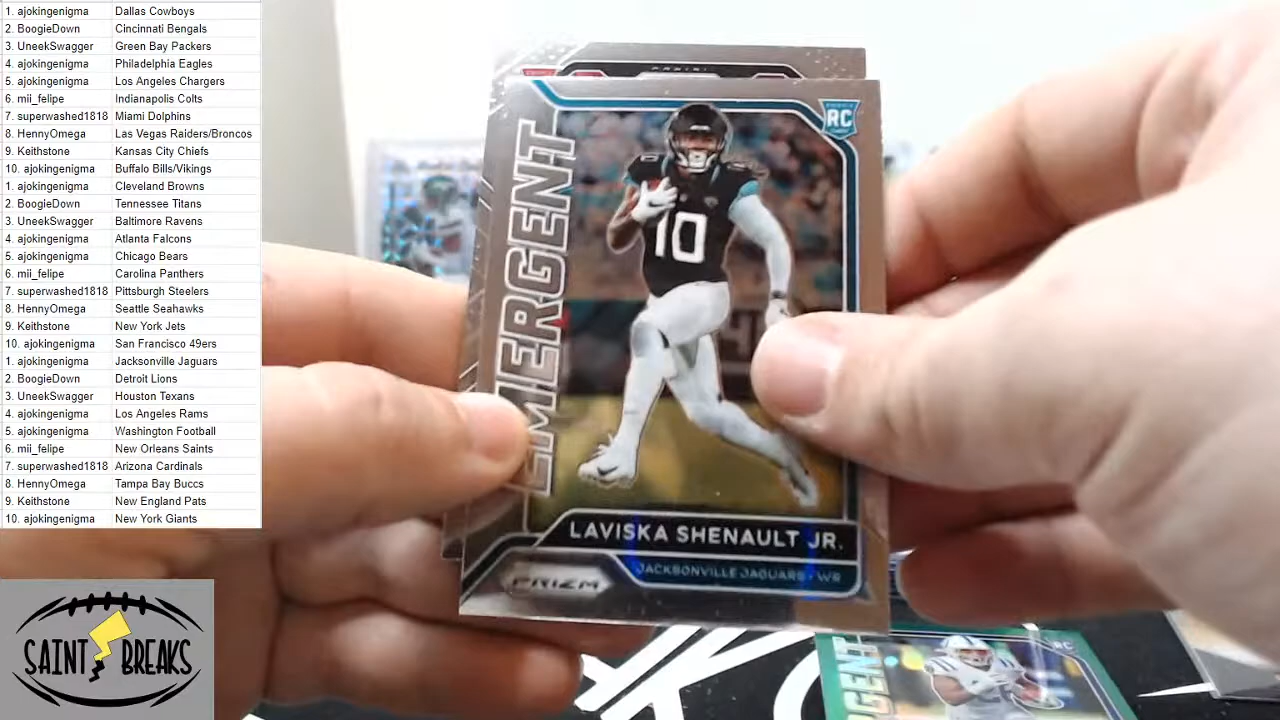 1. ajokingenigma Dallas Cowboys
2. BoogieDown Cincinnati Bengals
3. UneekSwagger Green Bay Packers
4. ajokingenigma Philadelphia Eagles
5. ajokingenigma Los Angeles Chargers
6. mii_felipe Indianapolis Colts
7. superwashed1818 Miami Dolphins
8. HennyOmega Las Vegas Raiders/Broncos
9. Keithstone Kansas City Chiefs
10. ajokingenigma Buffalo Bills/Vikings
1. ajokingenigma Cleveland Browns
2. BoogieDown Tennessee Titans
3. UneekSwagger Baltimore Ravens
4. ajokingenigma Atlanta Falcons
5. ajokingenigma Chicago Bears
6. mii_felipe Carolina Panthers
7. superwashed1818 Pittsburgh Steelers
8. HennyOmega Seattle Seahawks
9. Keithstone New York Jets
10. ajokingenigma San Francisco 49ers
1. ajokingenigma Jacksonville Jaguars
2. BoogieDown Detroit Lions
3. UneekSwagger Houston Texans
4. ajokingenigma Los Angeles Rams
5. ajokingenigma Washington Football
6. mii_felipe New Orleans Saints
7. superwashed1818 Arizona Cardinals
8. HennyOmega Tampa Bay Buccs
9. Keithstone New England Pats
10. ajokingenigma New York Giants
SAINT BREAKS
PANINI
RC
EMERGENT
10
10
LAVISKA SHENAULT JR.
JACKSONVILLE JAGUARS - WR
PRIZM
RC